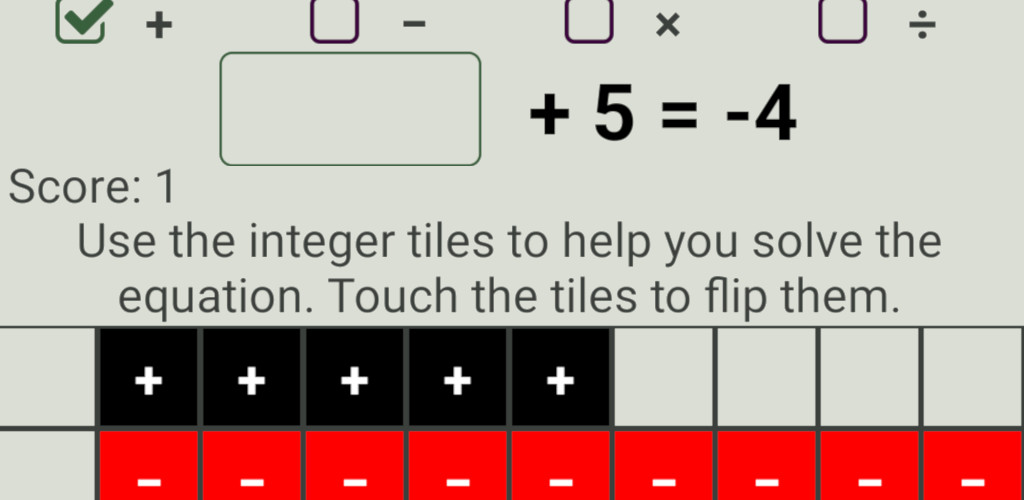 + - × ÷
+ 5 = -4
Score: 1
Use the integer tiles to help you solve the
equation. Touch the tiles to flip them.
+ + + + +
- - - - - - - - -